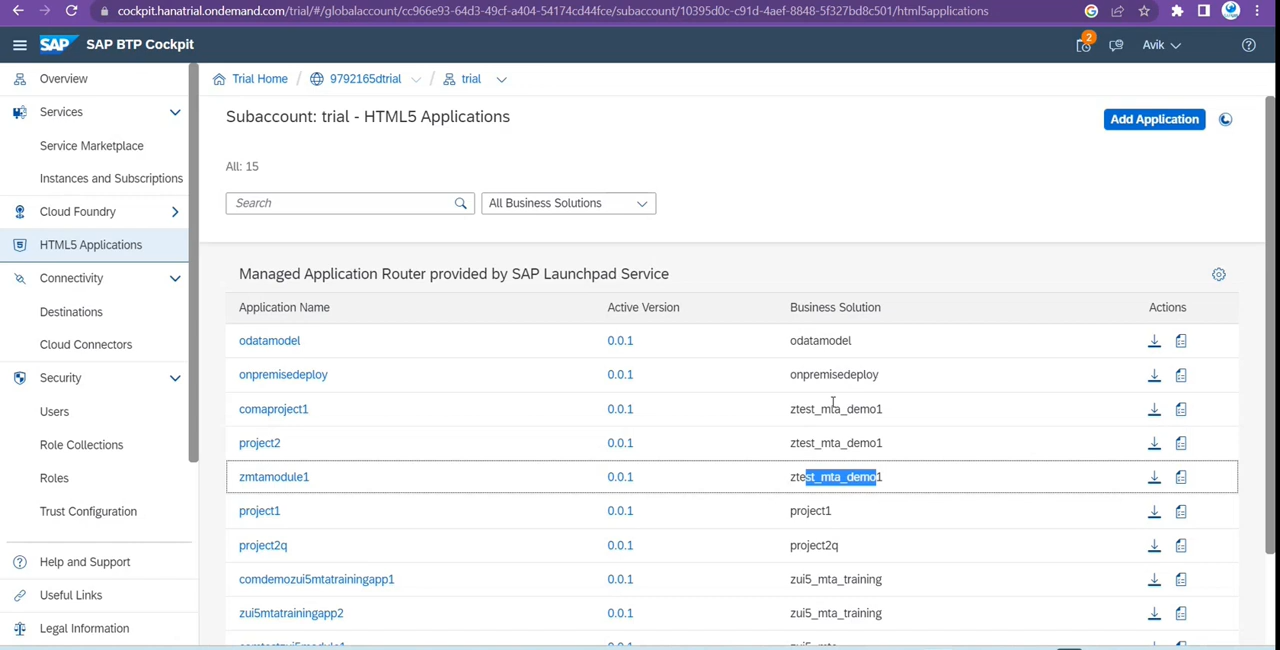 cockpit.hanatrial.ondemand.com/trial/#/globalaccount/cc966e93-64d3-49cf-a404-54174cd44fce/subaccount/10395d0c-c91d-4aef-8848-5f327bd8c501/html5applications
SAP SAP BTP Cockpit 2 Avik
Overview
Trial Home / 9792165dtrial / trial
Services
Subaccount: trial - HTML5 Applications
Add Application
Service Marketplace
All: 15
Instances and Subscriptions
Search All Business Solutions
Cloud Foundry
HTML5 Applications
Connectivity
Managed Application Router provided by SAP Launchpad Service
Destinations
Application Name Active Version Business Solution Actions
Cloud Connectors
odatamodel 0.0.1 odatamodel
Security
onpremisedeploy 0.0.1 onpremisedeploy
Users
comaproject1 0.0.1 ztest_mta_demo1
Role Collections
project2 0.0.1 ztest_mta_demo1
Roles
zmtamodule1 0.0.1 ztest_mta_demo1
Trust Configuration
project1 0.0.1 project1
project2q 0.0.1 project2q
Help and Support
comdemozui5mtatrainingapp1 0.0.1 zui5_mta_training
Useful Links
zui5mtatrainingapp2 0.0.1 zui5_mta_training
Legal Information